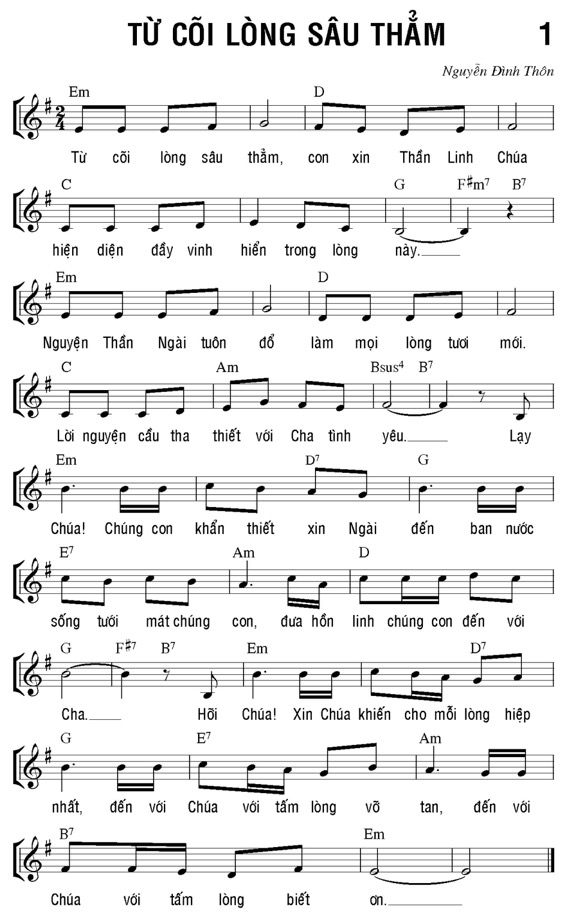 TỪ CÕI LÒNG SÂU THẲM 1
Nguyễn Đình Thôn
Em D
2/4
Từ cõi lòng sâu thẳm, con xin Thần Linh Chúa
C G F#m7 B7
hiện diện đầy vinh hiển trong lòng này.
Em D
Nguyện Thần Ngài tuôn đổ làm mọi lòng tươi mới.
C Am Bsus4 B7
Lời nguyện cầu tha thiết với Cha tình yêu. Lạy
Em D7 G
Chúa! Chúng con khẩn thiết xin Ngài đến ban nước
E7 Am D
sống tưới mát chúng con, đưa hồn linh chúng con đến với
G F#7 B7 Em D7
Cha. Hỡi Chúa! Xin Chúa khiến cho mỗi lòng hiệp
G E7 Am
nhất, đến với Chúa với tấm lòng vỡ tan, đến với
B7 Em
Chúa với tấm lòng biết ơn.